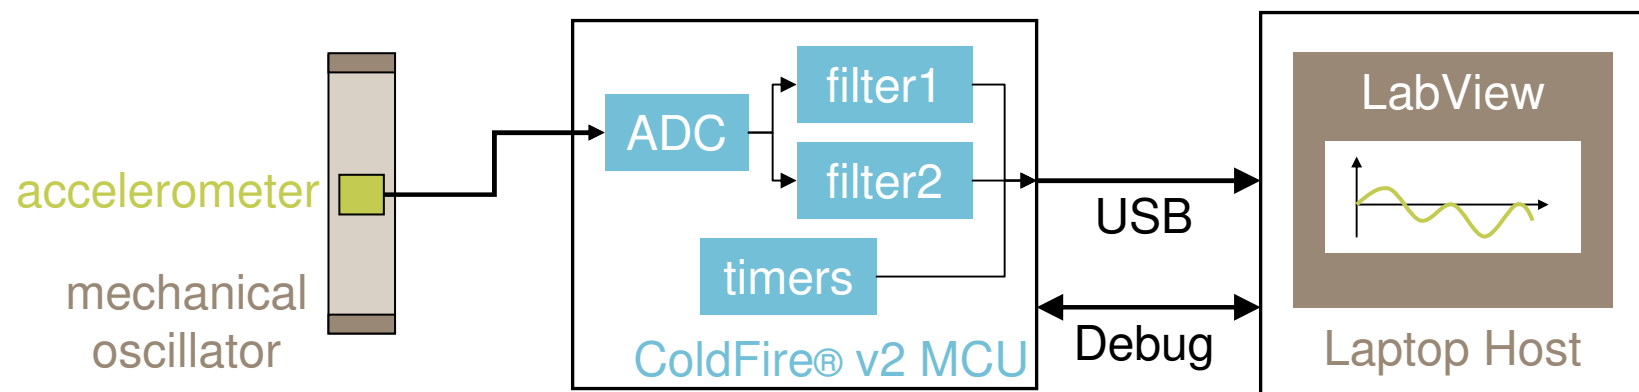 accelerometer
mechanical
oscillator
ADC
filter1
filter2
timers
ColdFire® v2 MCU
USB
Debug
LabView
Laptop Host